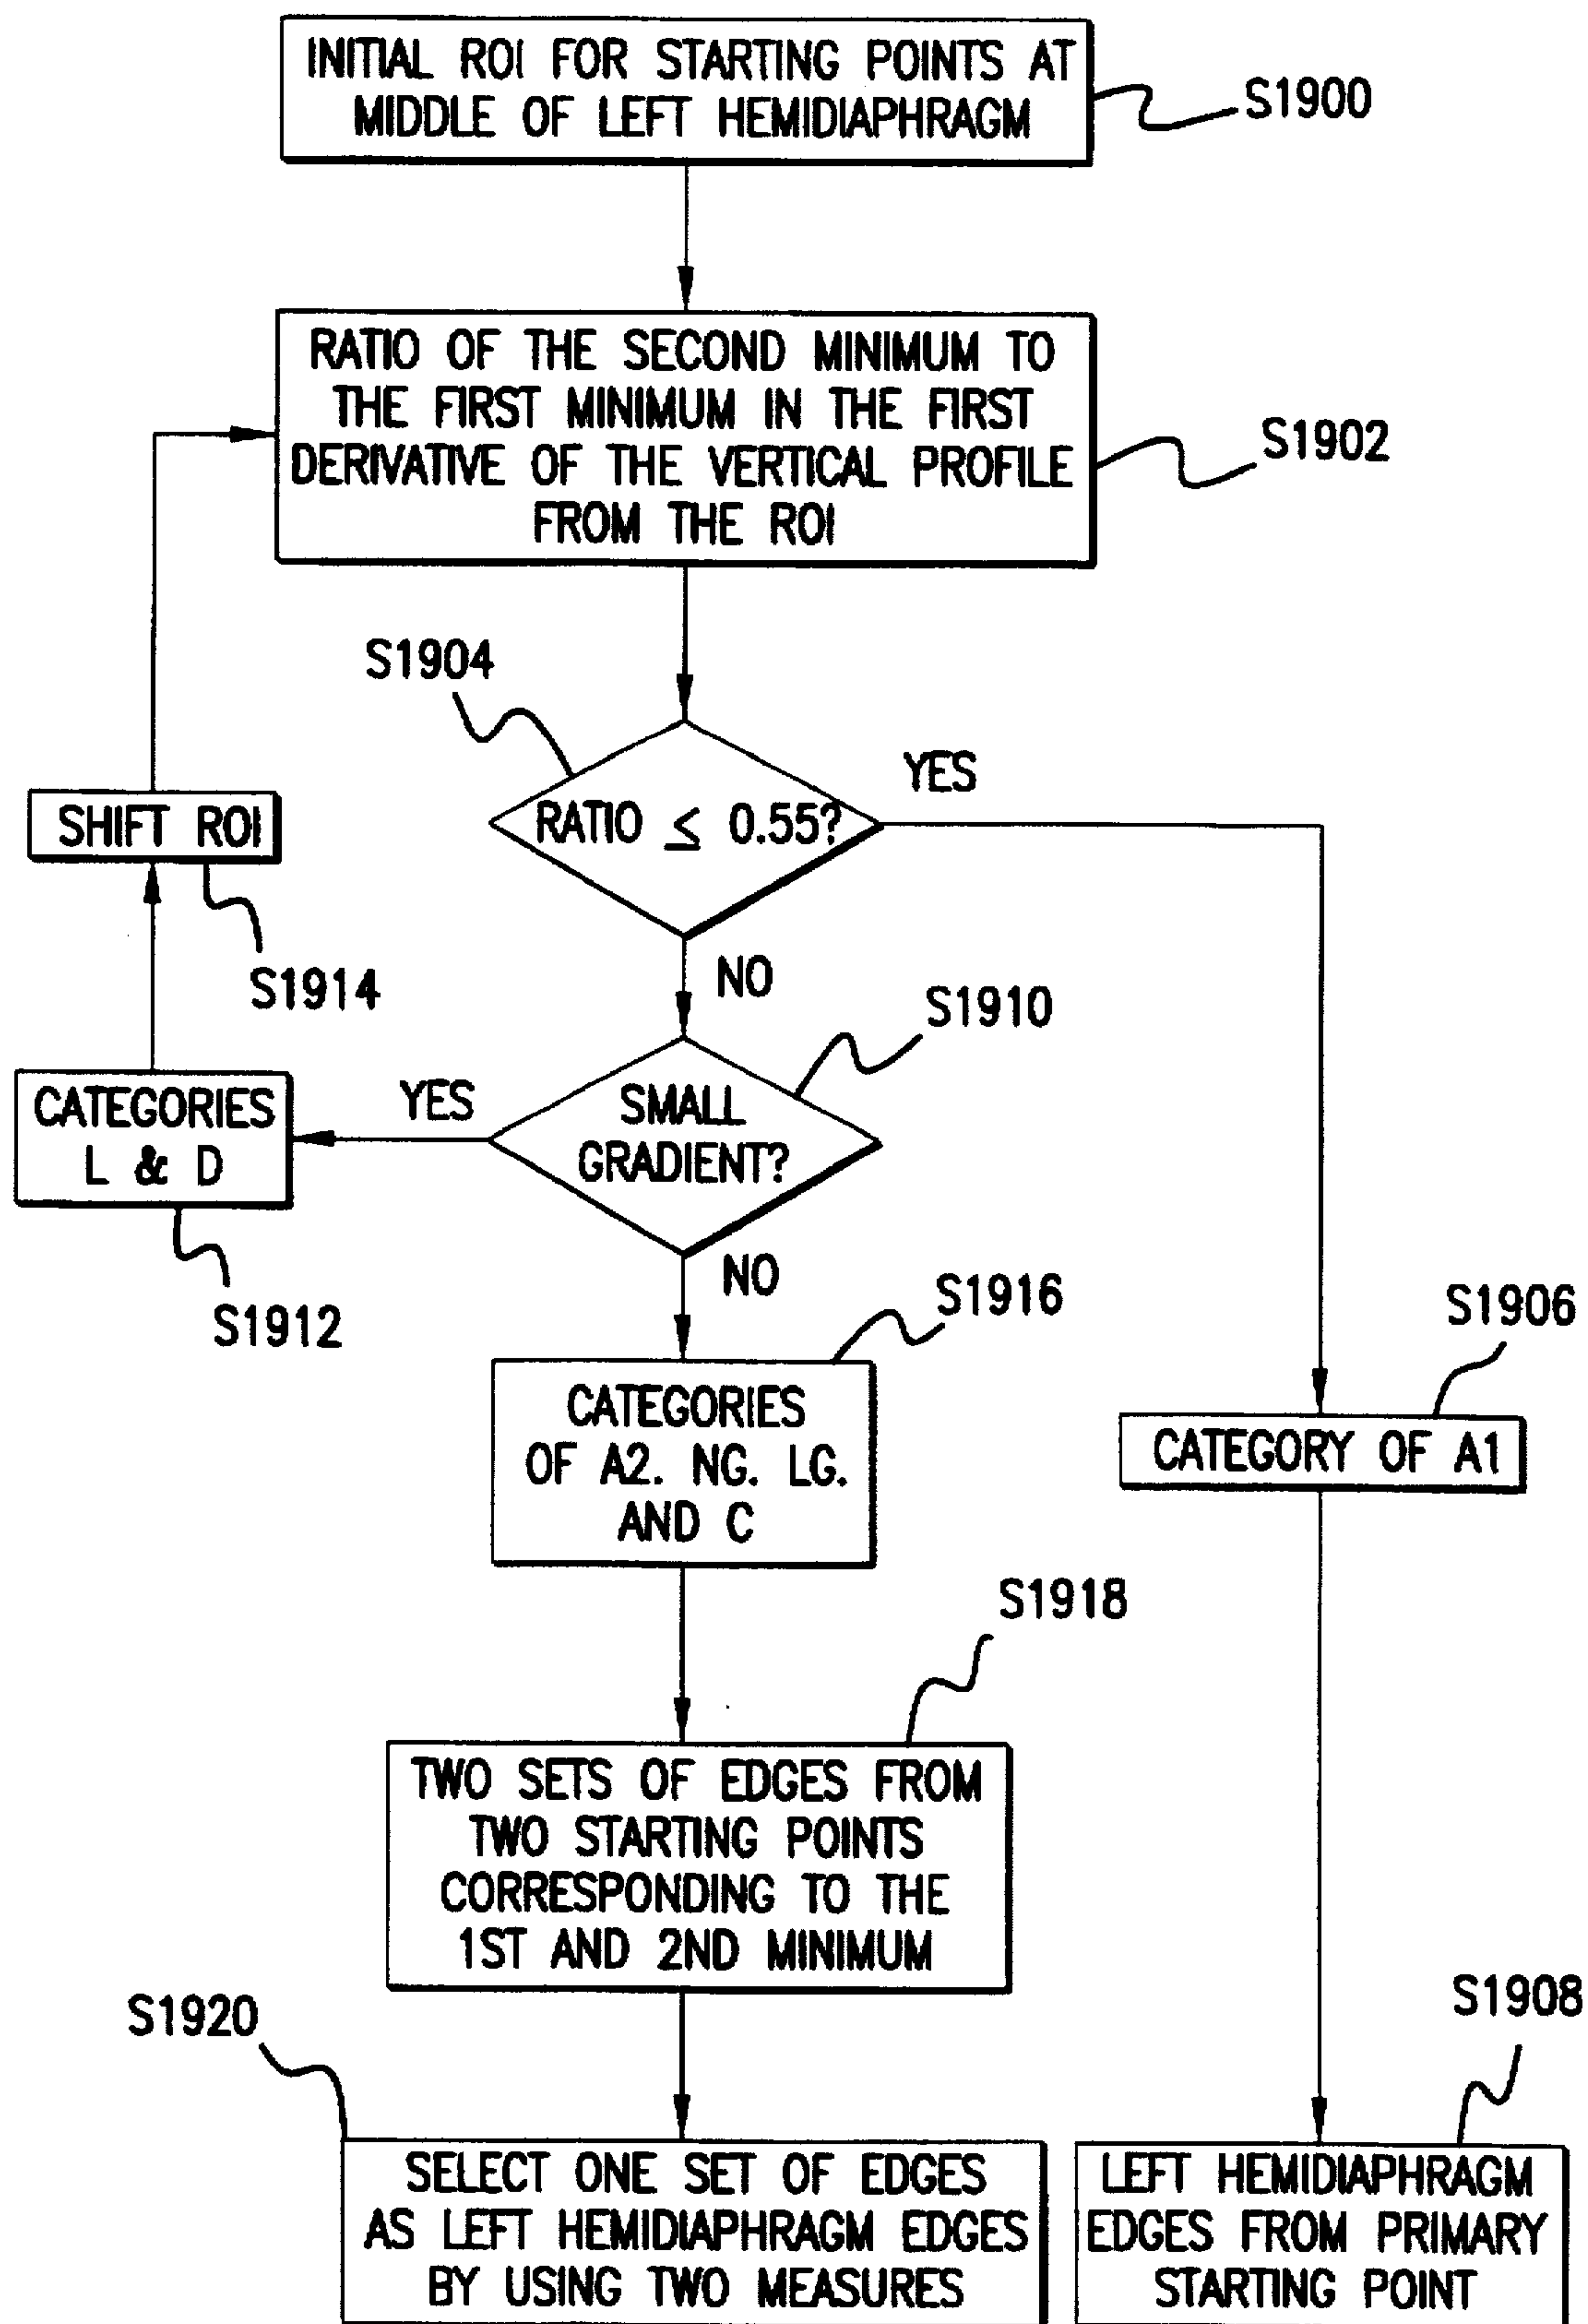 INITIAL ROI FOR STARTING POINTS AT
MIDDLE OF LEFT HEMIDIAPHRAGM
S1900
RATIO OF THE SECOND MINIMUM TO
THE FIRST MINIMUM IN THE FIRST
DERIVATIVE OF THE VERTICAL PROFILE
FROM THE ROI
S1902
S1904
RATIO ≤ 0.55?
YES
NO
SHIFT ROI
S1914
S1910
SMALL
GRADIENT?
YES
NO
CATEGORIES
L & D
S1912
S1916
CATEGORIES
OF A2. NG. LG.
AND C
S1906
CATEGORY OF A1
S1918
TWO SETS OF EDGES FROM
TWO STARTING POINTS
CORRESPONDING TO THE
1ST AND 2ND MINIMUM
S1920
SELECT ONE SET OF EDGES
AS LEFT HEMIDIAPHRAGM EDGES
BY USING TWO MEASURES
S1908
LEFT HEMIDIAPHRAGM
EDGES FROM PRIMARY
STARTING POINT